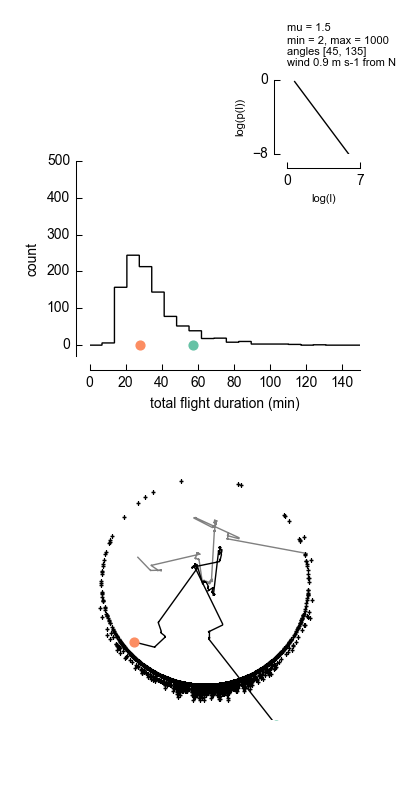 mu = 1.5
min = 2, max = 1000
angles [45, 135]
wind 0.9 m s-1 from N
0
−8
log(p(l))
0 7
log(l)
500
400
300
200
100
0
count
0 20 40 60 80 100 120 140
total flight duration (min)